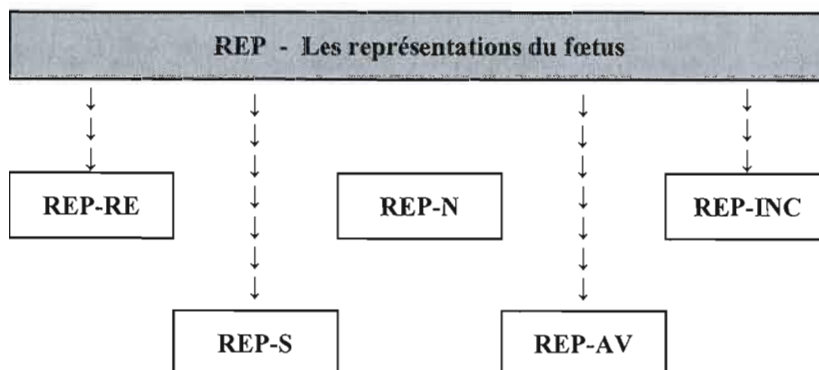 REP - Les représentations du fœtus
REP-RE
REP-N
REP-INC
REP-S
REP-AV